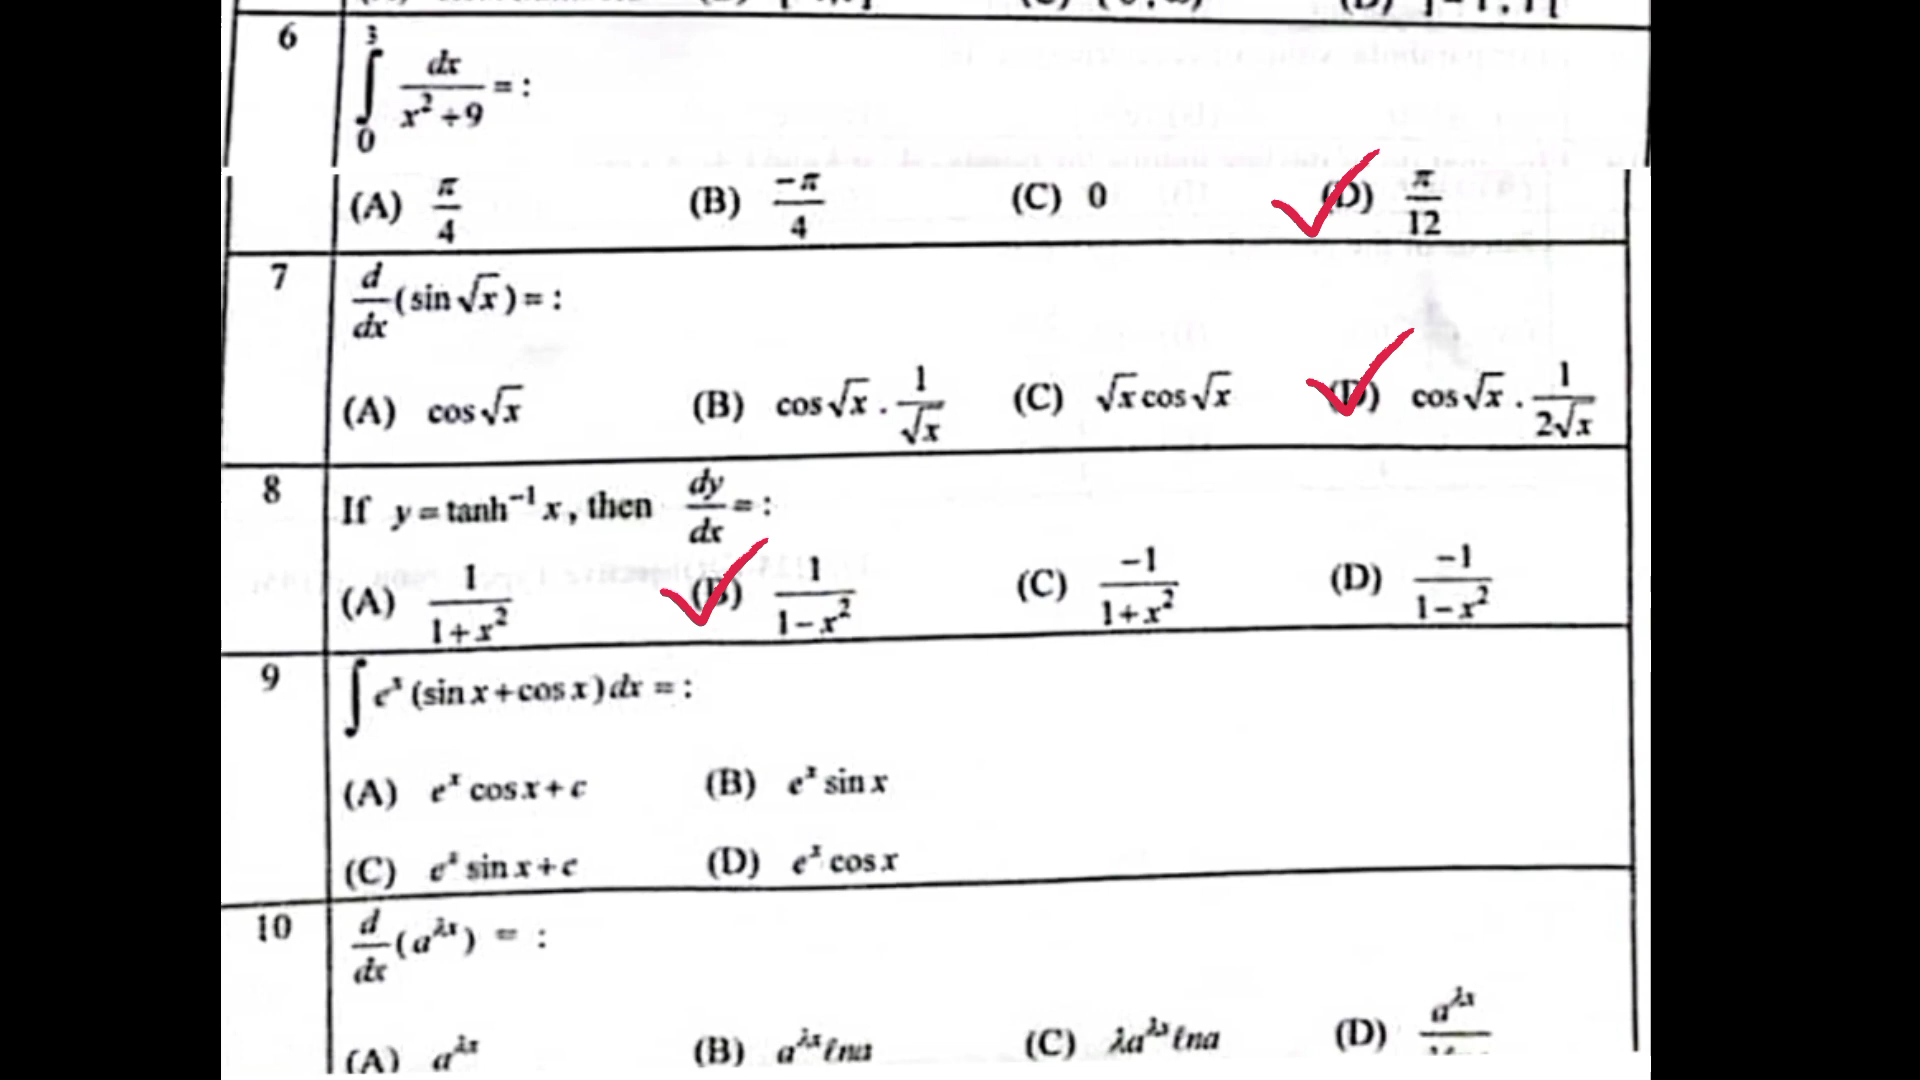 6
∫₀³ dx/(x²+9) = :
(A) π/4 (B) -π/4 (C) 0 (D) π/12
7
d/dx (sin √x) = :
(A) cos √x (B) cos √x . 1/√x (C) √x cos √x (D) cos √x . 1/(2√x)
8 If y = tanh⁻¹ x, then dy/dx = :
(A) 1/(1+x²) (B) 1/(1-x²) (C) -1/(1+x²) (D) -1/(1-x²)
9
∫ eˣ (sin x + cos x) dx = :
(A) eˣ cos x + c (B) eˣ sin x
(C) eˣ sin x + c (D) eˣ cos x
10
d/dx (a^λx) = :
(A) a^λx (B) a^λx ℓna (C) λa^λx ℓna (D) a^λx